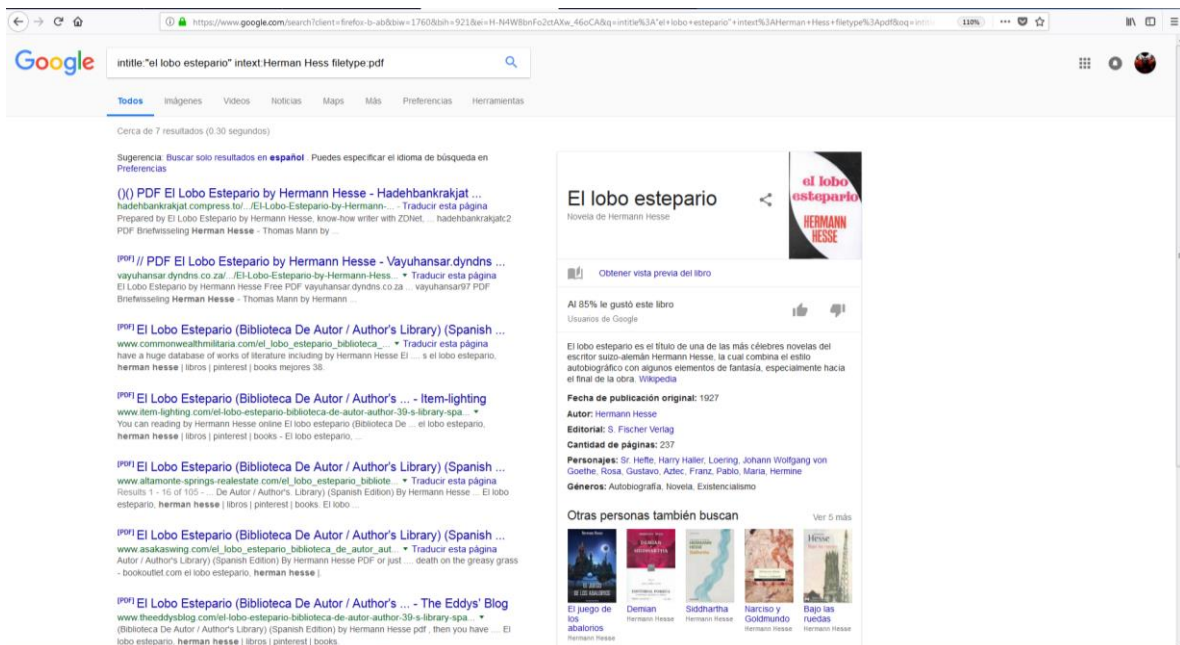 https://www.google.com/search?client=firefox-b-ab&biw=1760&bih=921&ei=
110%
Google
intitle:"el lobo estepario" intext:Herman Hess filetype:pdf
Todos Imágenes Videos Noticias Maps Más Preferencias Herramientas
Cerca de 7 resultados (0.30 segundos)
Sugerencia: Buscar solo resultados en español . Puedes especificar el idioma de búsqueda en
Preferencias
()() PDF El Lobo Estepario by Hermann Hesse - Hadehbankrakjat ...
hadehbankrakjat.compress.to/.../El-Lobo-Estepario-by-Hermann-... - Traducir esta página
Prepared by El Lobo Estepario by Hermann Hesse, know-how writer with ZDNet, ... hadehbankrakjatc2
PDF Briefwisseling Herman Hesse - Thomas Mann by ...
[PDF] // PDF El Lobo Estepario by Hermann Hesse - Vayuhansar.dyndns ...
vayuhansar.dyndns.co.za/.../El-Lobo-Estepario-by-Hermann-Hess... Traducir esta página
El Lobo Estepario by Hermann Hesse Free PDF vayuhansar.dyndns.co.za ... vayuhansar97 PDF
Briefwisseling Herman Hesse - Thomas Mann by Hermann ...
[PDF] El Lobo Estepario (Biblioteca De Autor / Author's Library) (Spanish ...
www.commonwealthmilitaria.com/el_lobo_estepario_biblioteca_... Traducir esta página
have a huge database of works of literature including by Hermann Hesse El .... s el lobo estepario,
herman hesse | libros | pinterest | books mejores 38.
[PDF] El Lobo Estepario (Biblioteca De Autor / Author's ... - Item-lighting
www.item-lighting.com/el-lobo-estepario-biblioteca-de-autor-author-39-s-library-spa...
You can reading by Hermann Hesse online El lobo estepario (Biblioteca De ... el lobo estepario,
herman hesse | libros | pinterest | books - El lobo estepario, ...
[PDF] El Lobo Estepario (Biblioteca De Autor / Author's Library) (Spanish ...
www.altamonte-springs-realestate.com/el_lobo_estepario_bibliote... Traducir esta página
Results 1 - 16 of 105 - ... De Autor / Author's. Library) (Spanish Edition) By Hermann Hesse ... El lobo
estepario, herman hesse | libros | pinterest | books. El lobo ...
[PDF] El Lobo Estepario (Biblioteca De Autor / Author's Library) (Spanish ...
www.asakaswing.com/el_lobo_estepario_biblioteca_de_autor_aut... Traducir esta página
Autor / Author's Library) (Spanish Edition) By Hermann Hesse PDF or just .... death on the greasy grass
- bookoutlet com el lobo estepario, herman hesse |.
[PDF] El Lobo Estepario (Biblioteca De Autor / Author's ... - The Eddys' Blog
www.theeddysblog.com/el-lobo-estepario-biblioteca-de-autor-author-39-s-library-spa...
(Biblioteca De Autor / Author's Library) (Spanish Edition) by Hermann Hesse pdf , then you have .... El
lobo estepario, herman hesse | libros | pinterest | books.
El lobo estepario
Novela de Hermann Hesse
el lobo
estepario
HERMANN
HESSE
Obtener vista previa del libro
Al 85% le gustó este libro
Usuarios de Google
El lobo estepario es el título de una de las más célebres novelas del
escritor suizo-alemán Hermann Hesse, la cual combina el estilo
autobiográfico con algunos elementos de fantasía, especialmente hacia
el final de la obra. Wikipedia
Fecha de publicación original: 1927
Autor: Hermann Hesse
Editorial: S. Fischer Verlag
Cantidad de páginas: 237
Personajes: Sr. Hefte, Harry Haller, Loering, Johann Wolfgang von
Goethe, Rosa, Gustavo, Aztec, Franz, Pablo, Maria, Hermine
Géneros: Autobiografía, Novela, Existencialismo
Otras personas también buscan Ver 5 más
El juego de los abalorios
Hermann Hesse
Demian
Hermann Hesse
Siddhartha
Hermann Hesse
Narciso y Goldmundo
Hermann Hesse
Bajo las ruedas
Hermann Hesse